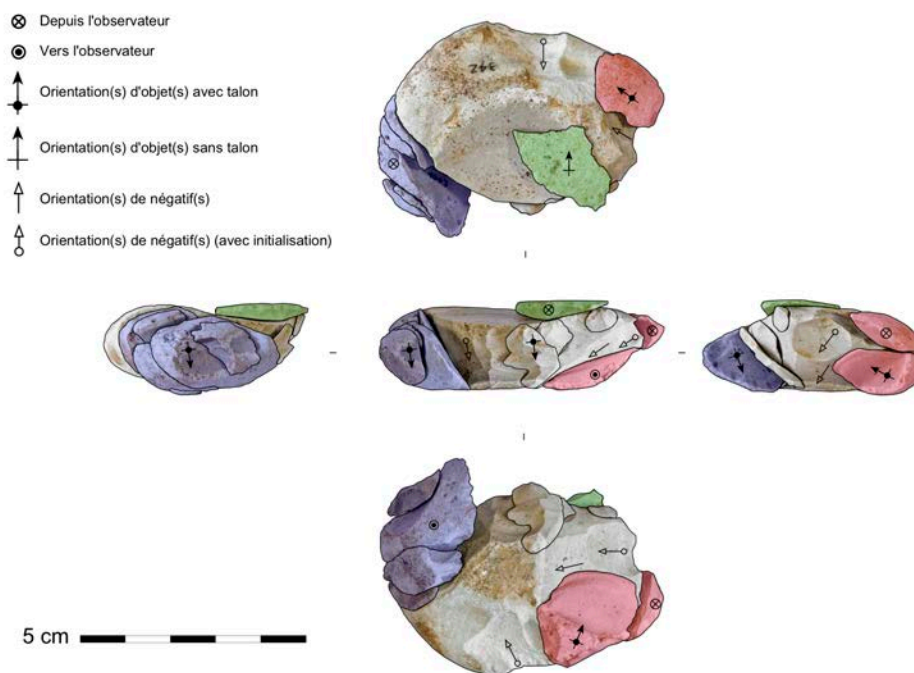 Depuis l'observateur
Vers l'observateur
Orientation(s) d'objet(s) avec talon
Orientation(s) d'objet(s) sans talon
Orientation(s) de négatif(s)
Orientation(s) de négatif(s) (avec initialisation)
342
5 cm